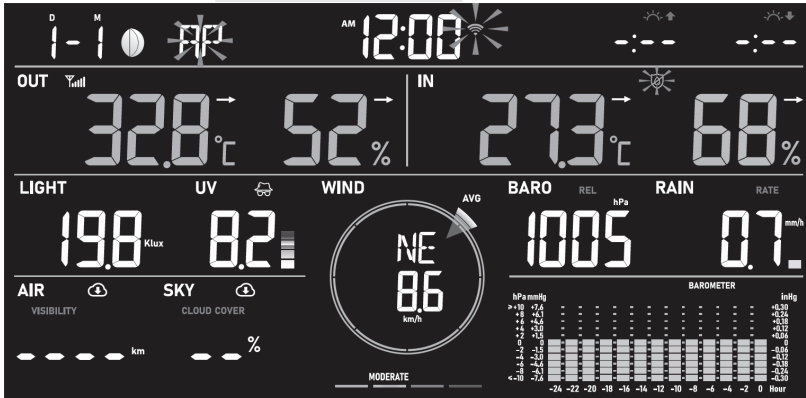 D M
1-1 AP AM 12:00 -:-- -:--
OUT IN
32.8 °C 52 % 27.3 °C 68 %
LIGHT UV WIND BARO REL RAIN RATE
19.8 Klux 8.2 AVG 1005 hPa 0.7 mm/h
NE
8.6
km/h
AIR SKY
VISIBILITY CLOUD COVER
---- km -- %
MODERATE
BAROMETER
hPa mmHg inHg
≥+10 +7.6 +0.30
+8 +6.1 +0.24
+6 +4.6 +0.18
+4 +3.0 +0.12
+2 +1.5 +0.06
0 0 0
-2 -1.5 -0.06
-4 -3.0 -0.12
-6 -4.6 -0.18
-8 -6.1 -0.24
≤-10 -7.6 -0.30
-24 -22 -20 -18 -16 -14 -12 -10 -8 -6 -4 -2 0 Hour